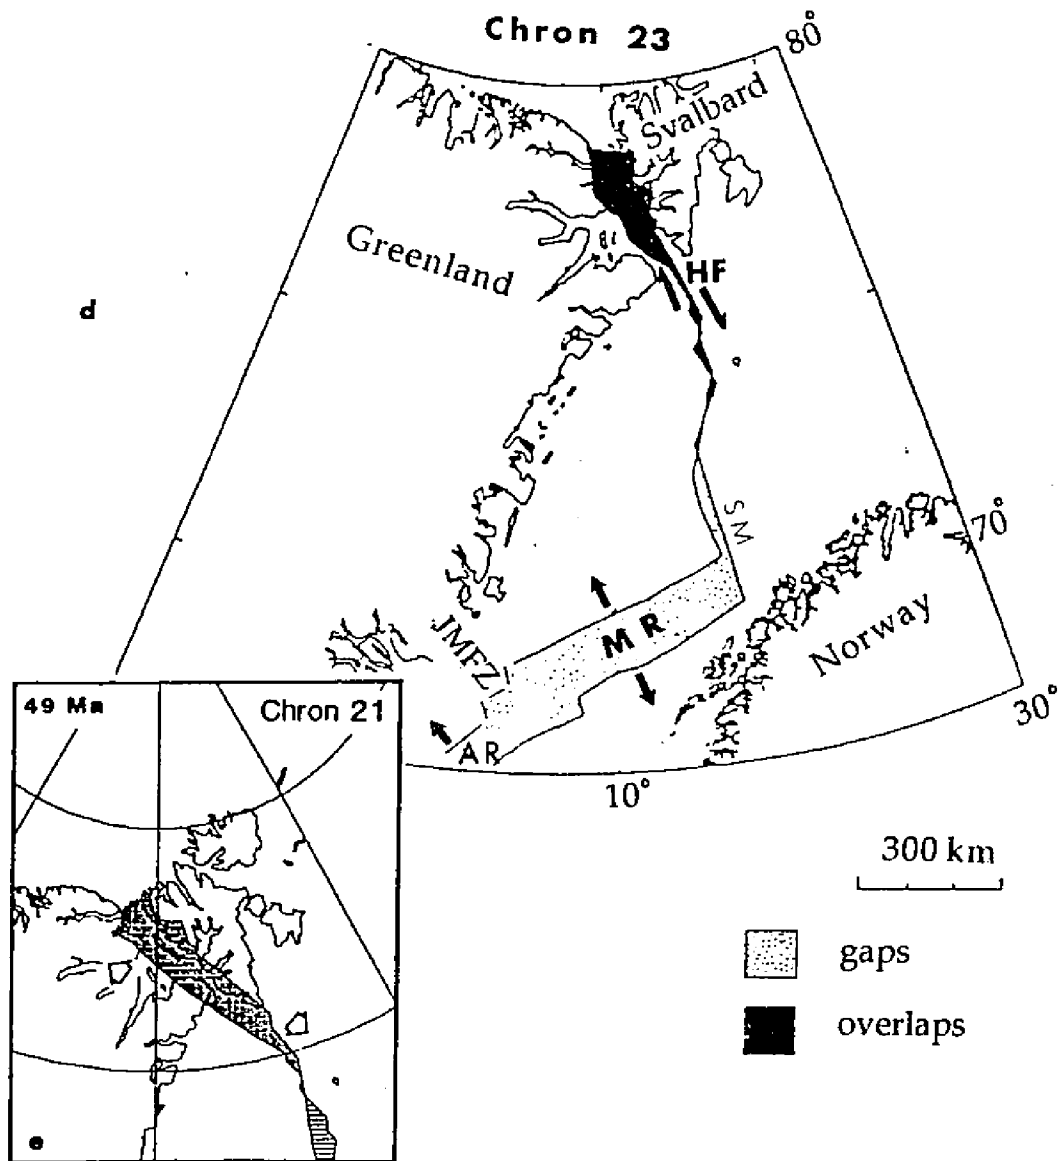 Chron 23
80°
Svalbard
Greenland
HF
d
SM
70°
JMFZ
MR
Norway
AR
30°
10°
49 Ma
Chron 21
e
300 km
gaps
overlaps